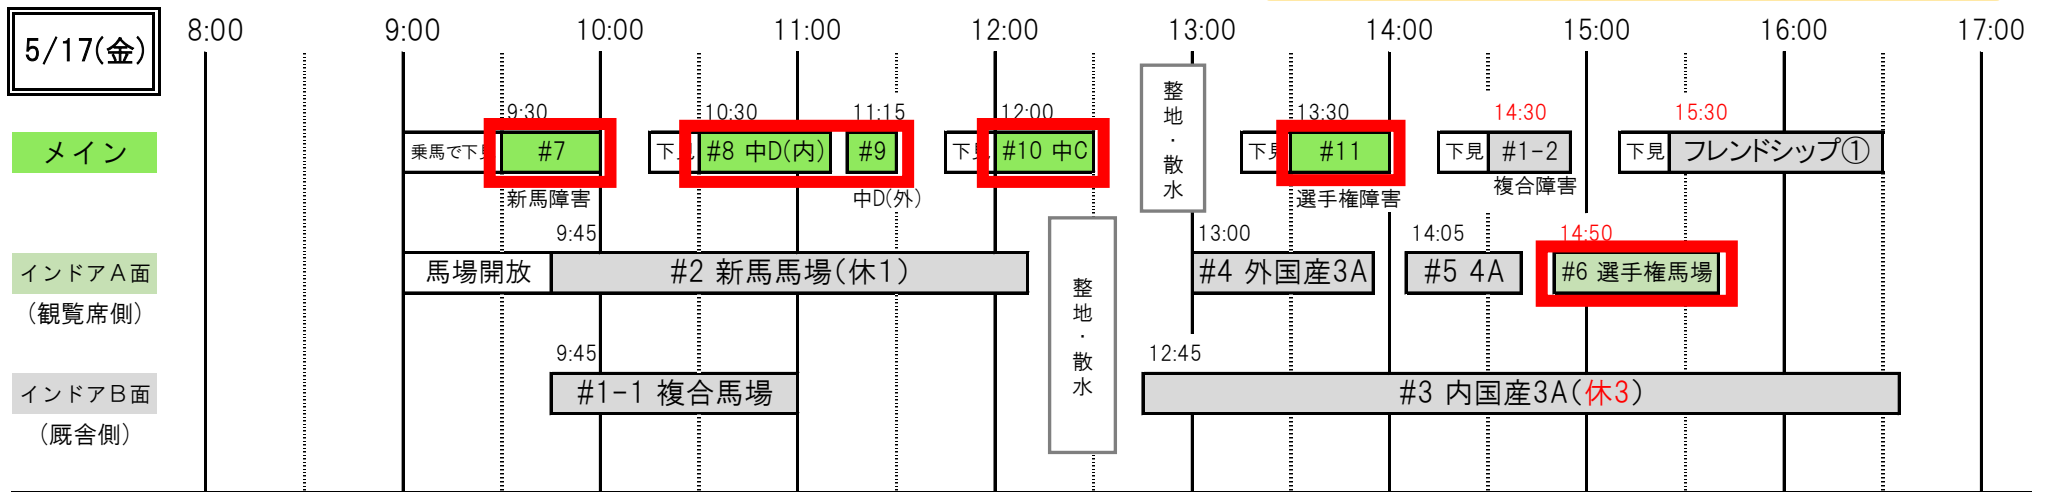 5/17(金)
8:00 9:00 10:00 11:00 12:00 13:00 14:00 15:00 16:00 17:00
9:30 10:30 11:15 12:00 13:30 14:30 15:30
メイン
乗馬で下見 #7 下見 #8 中D(内) #9 下見 #10 中C 下見 #11 下見 #1-2 下見 フレンドシップ①
新馬障害 中D(外) 選手権障害 複合障害
整地・散水
9:45 13:00 14:05 14:50
インドアA面
馬場開放 #2 新馬馬場(休1) #4 外国産3A #5 4A #6 選手権馬場
(観覧席側)
整地・散水
9:45 12:45
インドアB面
#1-1 複合馬場 #3 内国産3A(休3)
(厩舎側)